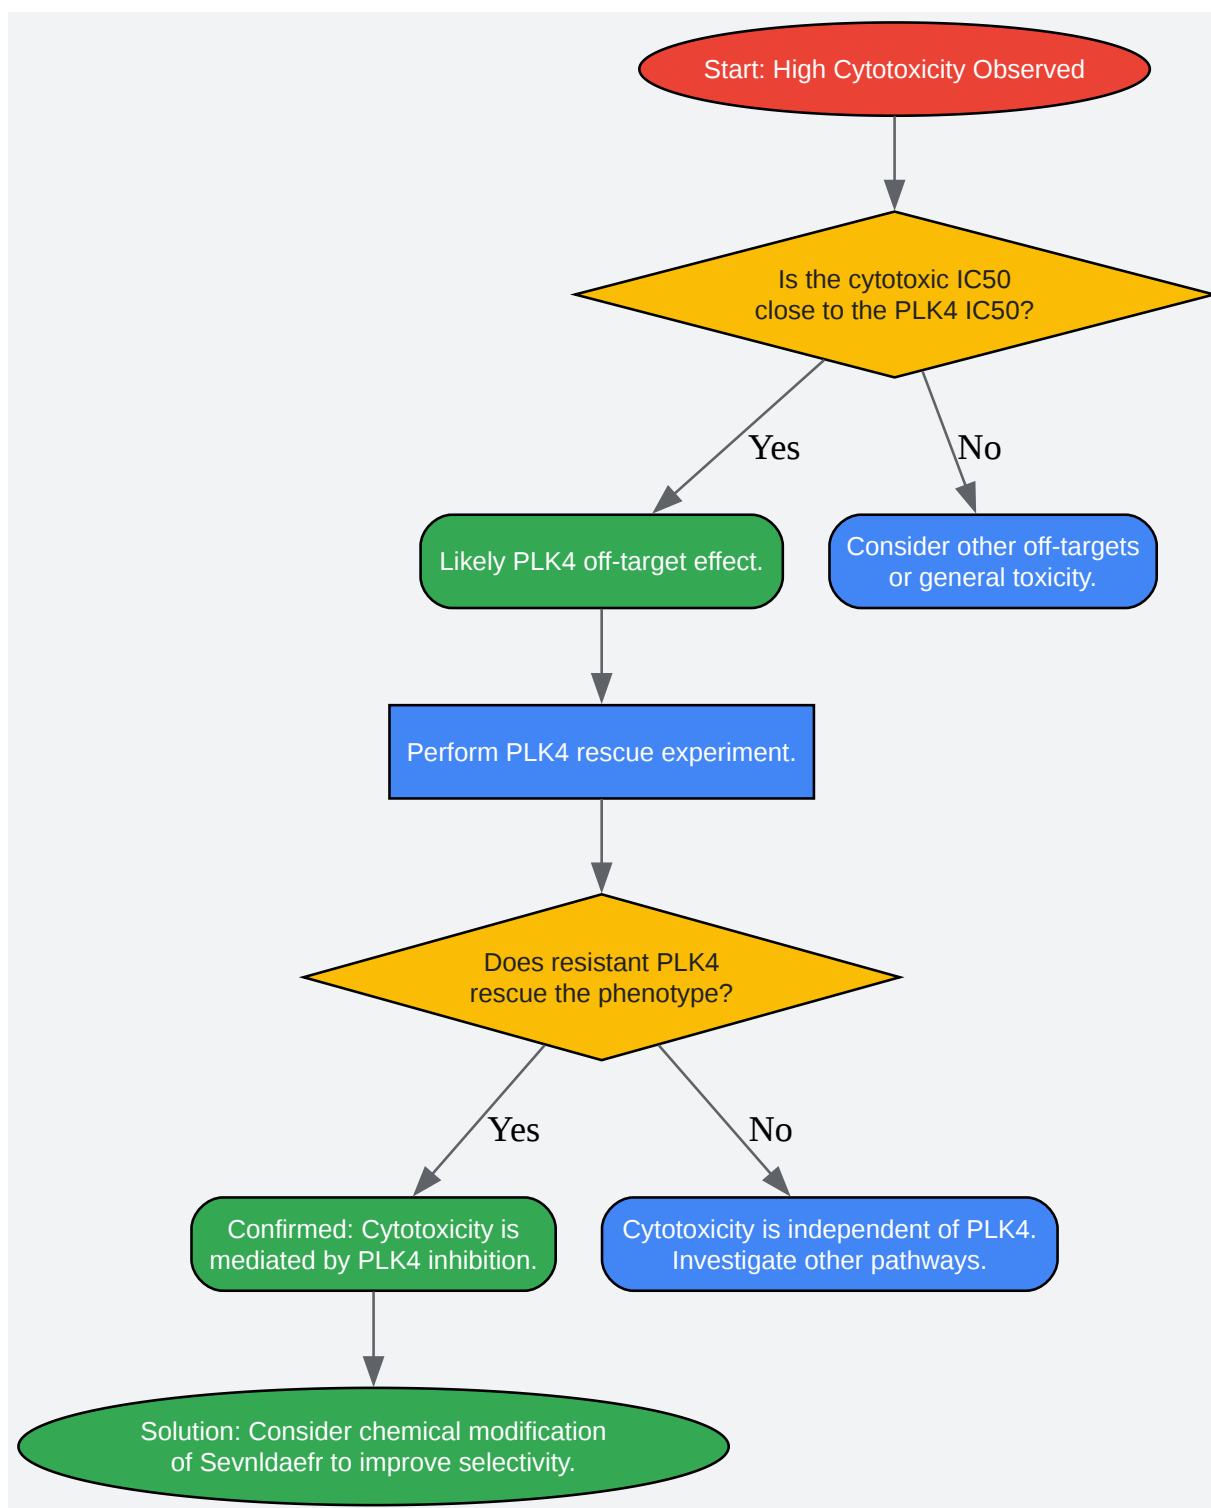 Start: High Cytotoxicity Observed
Is the cytotoxic IC50
close to the PLK4 IC50?
Yes
No
Likely PLK4 off-target effect.
Consider other off-targets
or general toxicity.
Perform PLK4 rescue experiment.
Does resistant PLK4
rescue the phenotype?
Yes
No
Confirmed: Cytotoxicity is
mediated by PLK4 inhibition.
Cytotoxicity is independent of PLK4.
Investigate other pathways.
Solution: Consider chemical modification
of Sevnldaefr to improve selectivity.